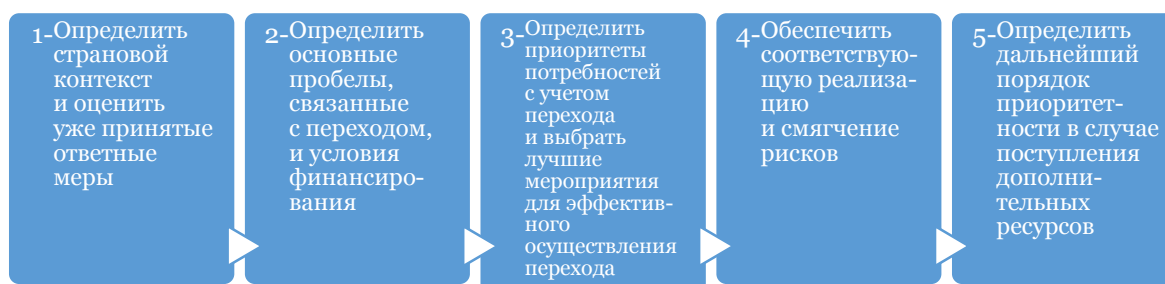 1-Определить
страновой
контекст
и оценить
уже принятые
ответные
меры
2-Определить
основные
пробелы,
связанные
с переходом,
и условия
финансиро-
вания
3-Определить
приоритеты
потребностей
с учетом
перехода
и выбрать
лучшие
мероприятия
для эффектив-
ного
осуществления
перехода
4-Обеспечить
соответствую-
щую реализа-
цию
и смягчение
рисков
5-Определить
дальнейший
порядок
приоритет-
ности в случае
поступления
дополни-
тельных
ресурсов